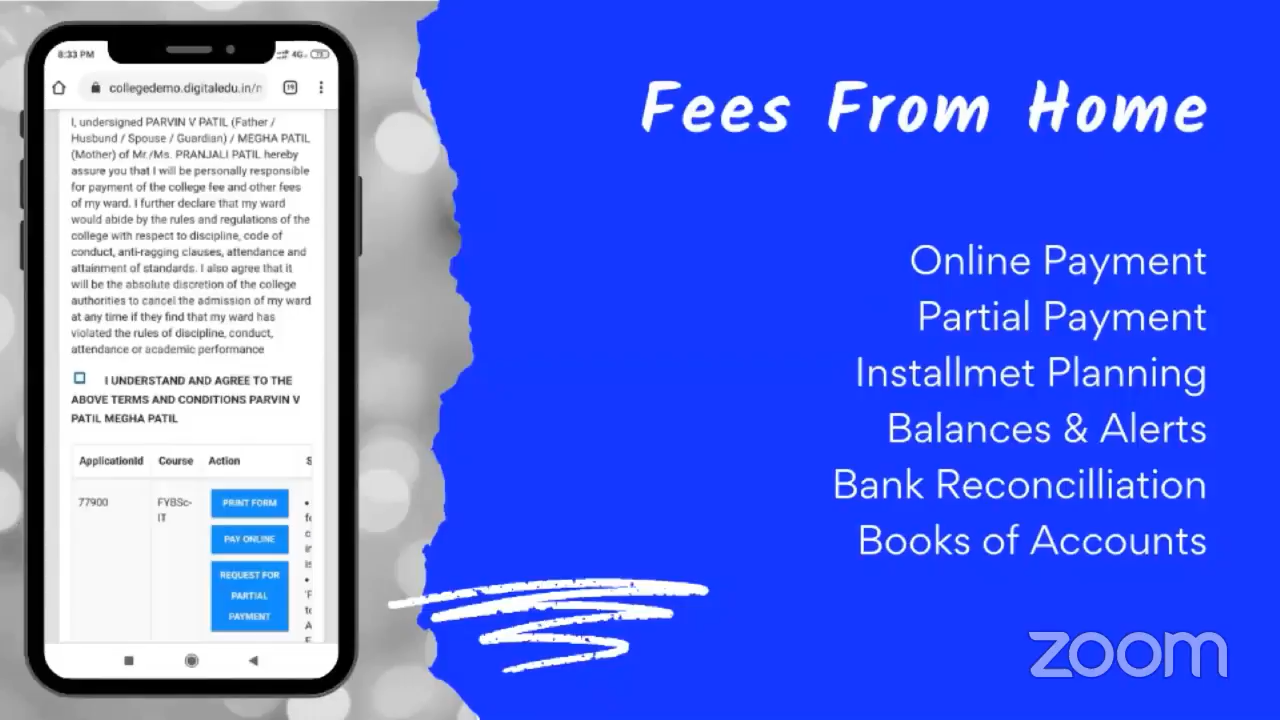 8:33 PM
4G
79
collegedemo.digitaledu.in/r
19
I, undersigned PARVIN V PATIL (Father /
Husbund / Spouse / Guardian) / MEGHA PATIL
(Mother) of Mr./Ms. PRANJALI PATIL hereby
assure you that I will be personally responsible
for payment of the college fee and other fees
of my ward. I further declare that my ward
would abide by the rules and regulations of the
college with respect to discipline, code of
conduct, anti-ragging clauses, attendance and
attainment of standards. I also agree that it
will be the absolute discretion of the college
authorities to cancel the admission of my ward
at any time if they find that my ward has
violated the rules of discipline, conduct,
attendance or academic performance
I UNDERSTAND AND AGREE TO THE
ABOVE TERMS AND CONDITIONS PARVIN V
PATIL MEGHA PATIL
ApplicationId Course Action
77900 FYBSc-
IT
PRINT FORM
PAY ONLINE
REQUEST FOR
PARTIAL
PAYMENT
Fees From Home
Online Payment
Partial Payment
Installmet Planning
Balances & Alerts
Bank Reconcilliation
Books of Accounts
zoom